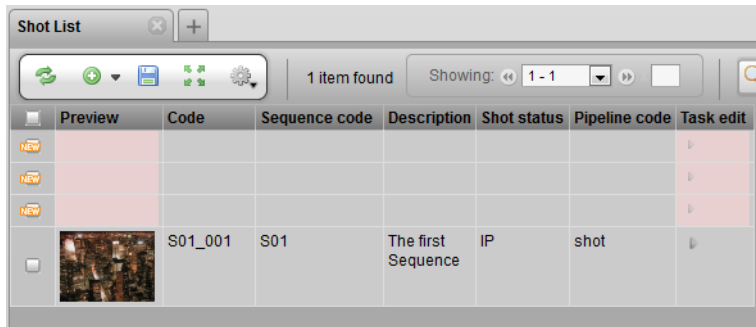 Shot List
1 item found
Showing:
1 - 1
Preview Code Sequence code Description Shot status Pipeline code Task edit
NEW
NEW
NEW
S01_001 S01 The first IP shot
Sequence